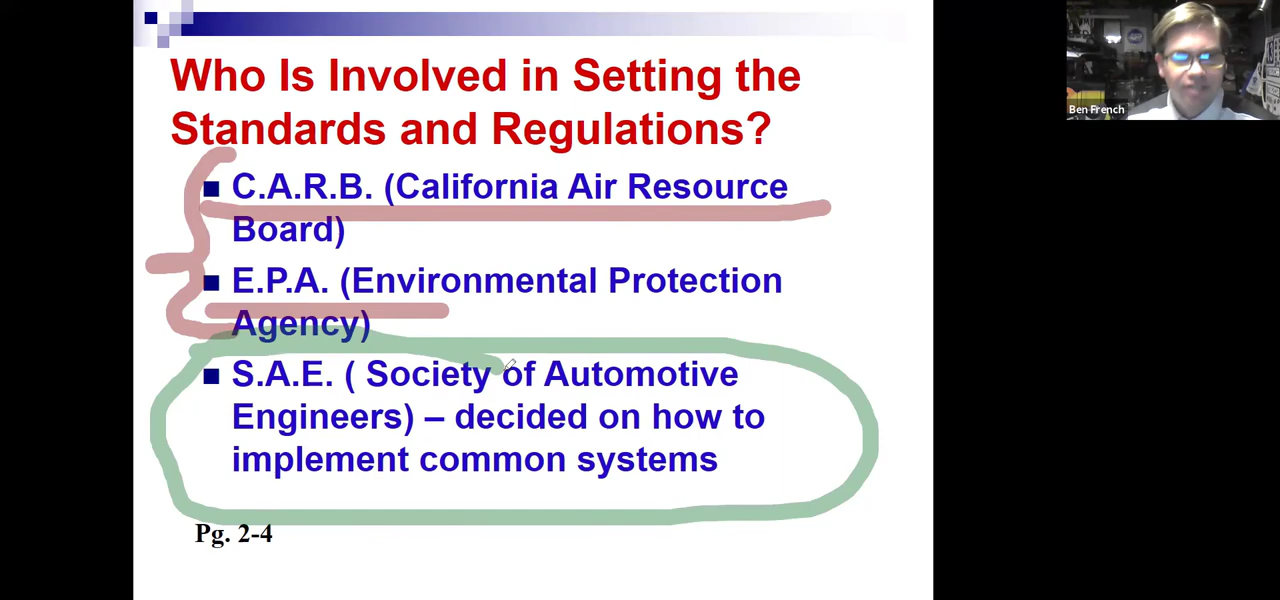 Who Is Involved in Setting the
Standards and Regulations?
C.A.R.B. (California Air Resource
Board)
E.P.A. (Environmental Protection
Agency)
S.A.E. ( Society of Automotive
Engineers) – decided on how to
implement common systems
Pg. 2-4
Ben French